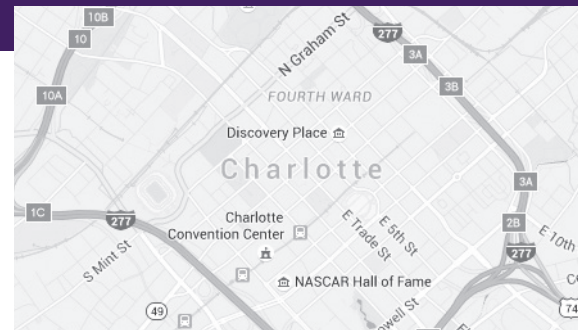 10B
10
N Graham St
277
3A
3B
10A
FOURTH WARD
Discovery Place
Charlotte
3A
1C
277
Charlotte
Convention Center
E Trade St
E 5th St
2B
E 10th
277
S Mint St
NASCAR Hall of Fame
49
74